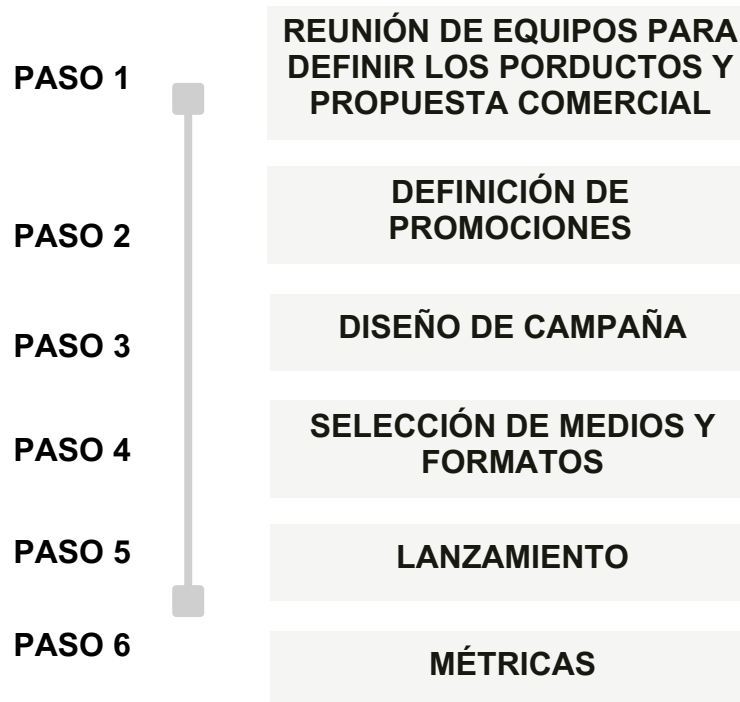 PASO 1
REUNIÓN DE EQUIPOS PARA
DEFINIR LOS PORDUCTOS Y
PROPUESTA COMERCIAL
PASO 2
DEFINICIÓN DE
PROMOCIONES
PASO 3
DISEÑO DE CAMPAÑA
PASO 4
SELECCIÓN DE MEDIOS Y
FORMATOS
PASO 5
LANZAMIENTO
PASO 6
MÉTRICAS